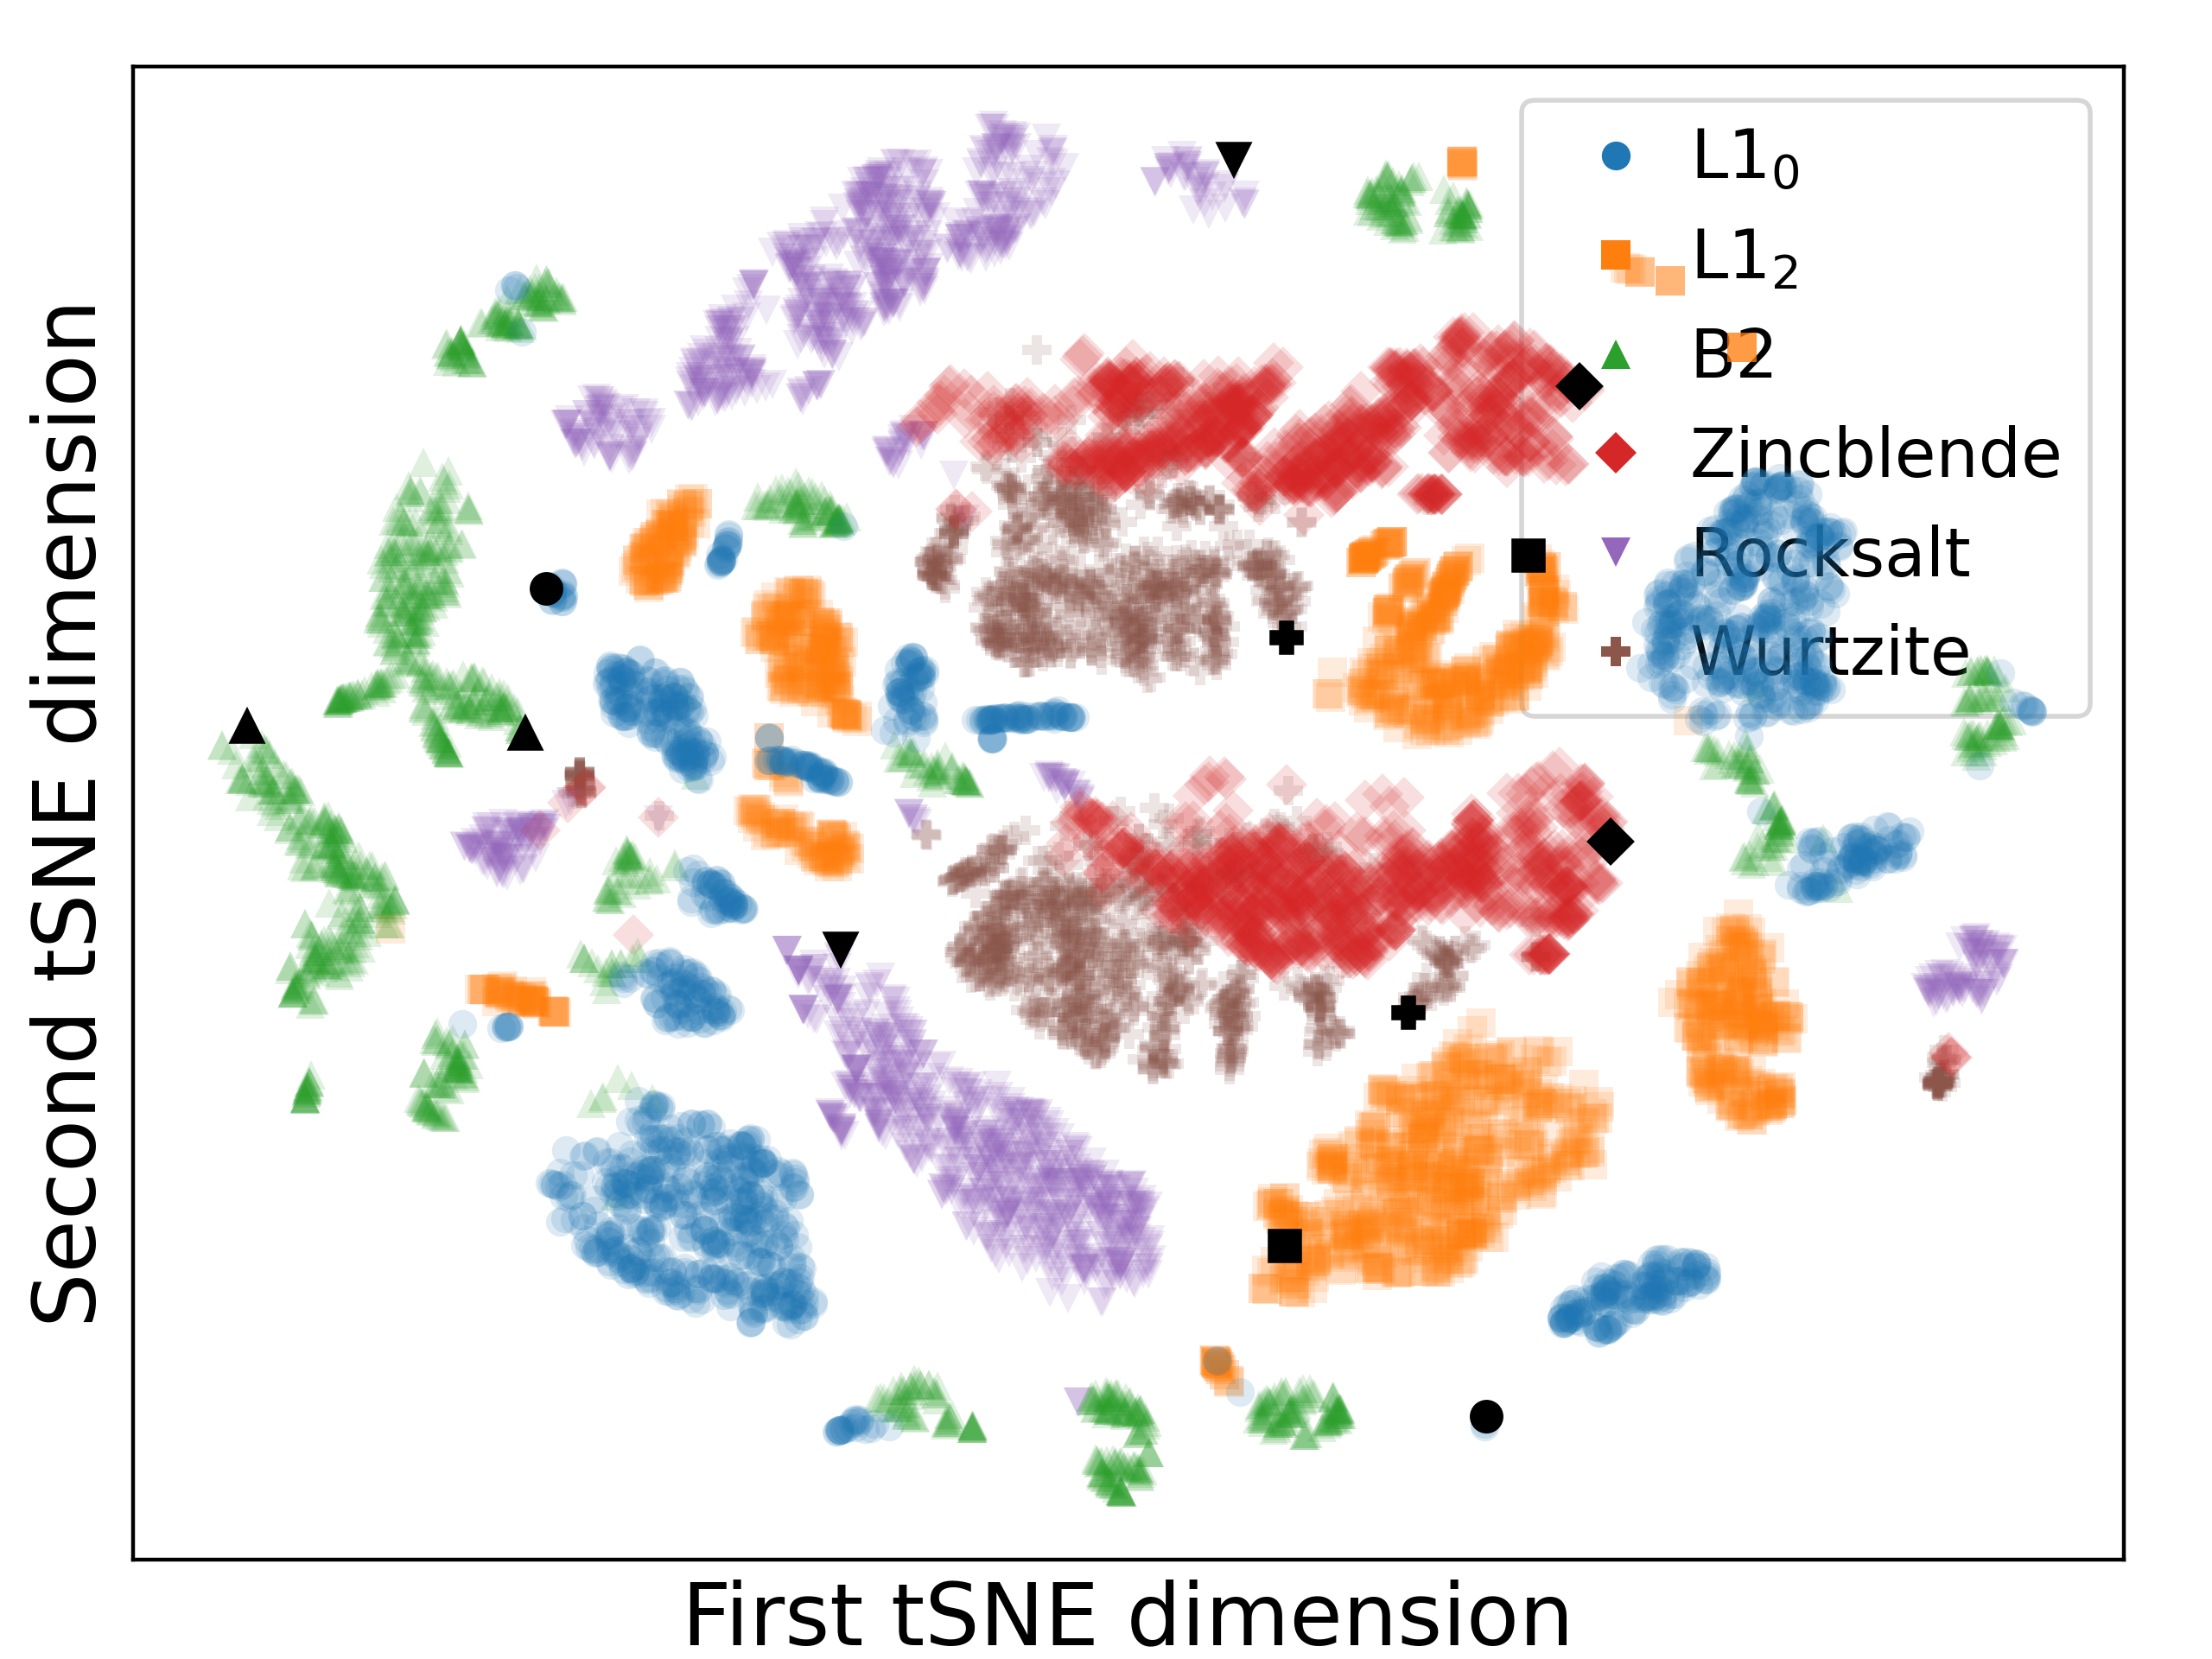 L1₀
L1₂
B2
Zincblende
Rocksalt
Wurtzite
Second tSNE dimension
First tSNE dimension